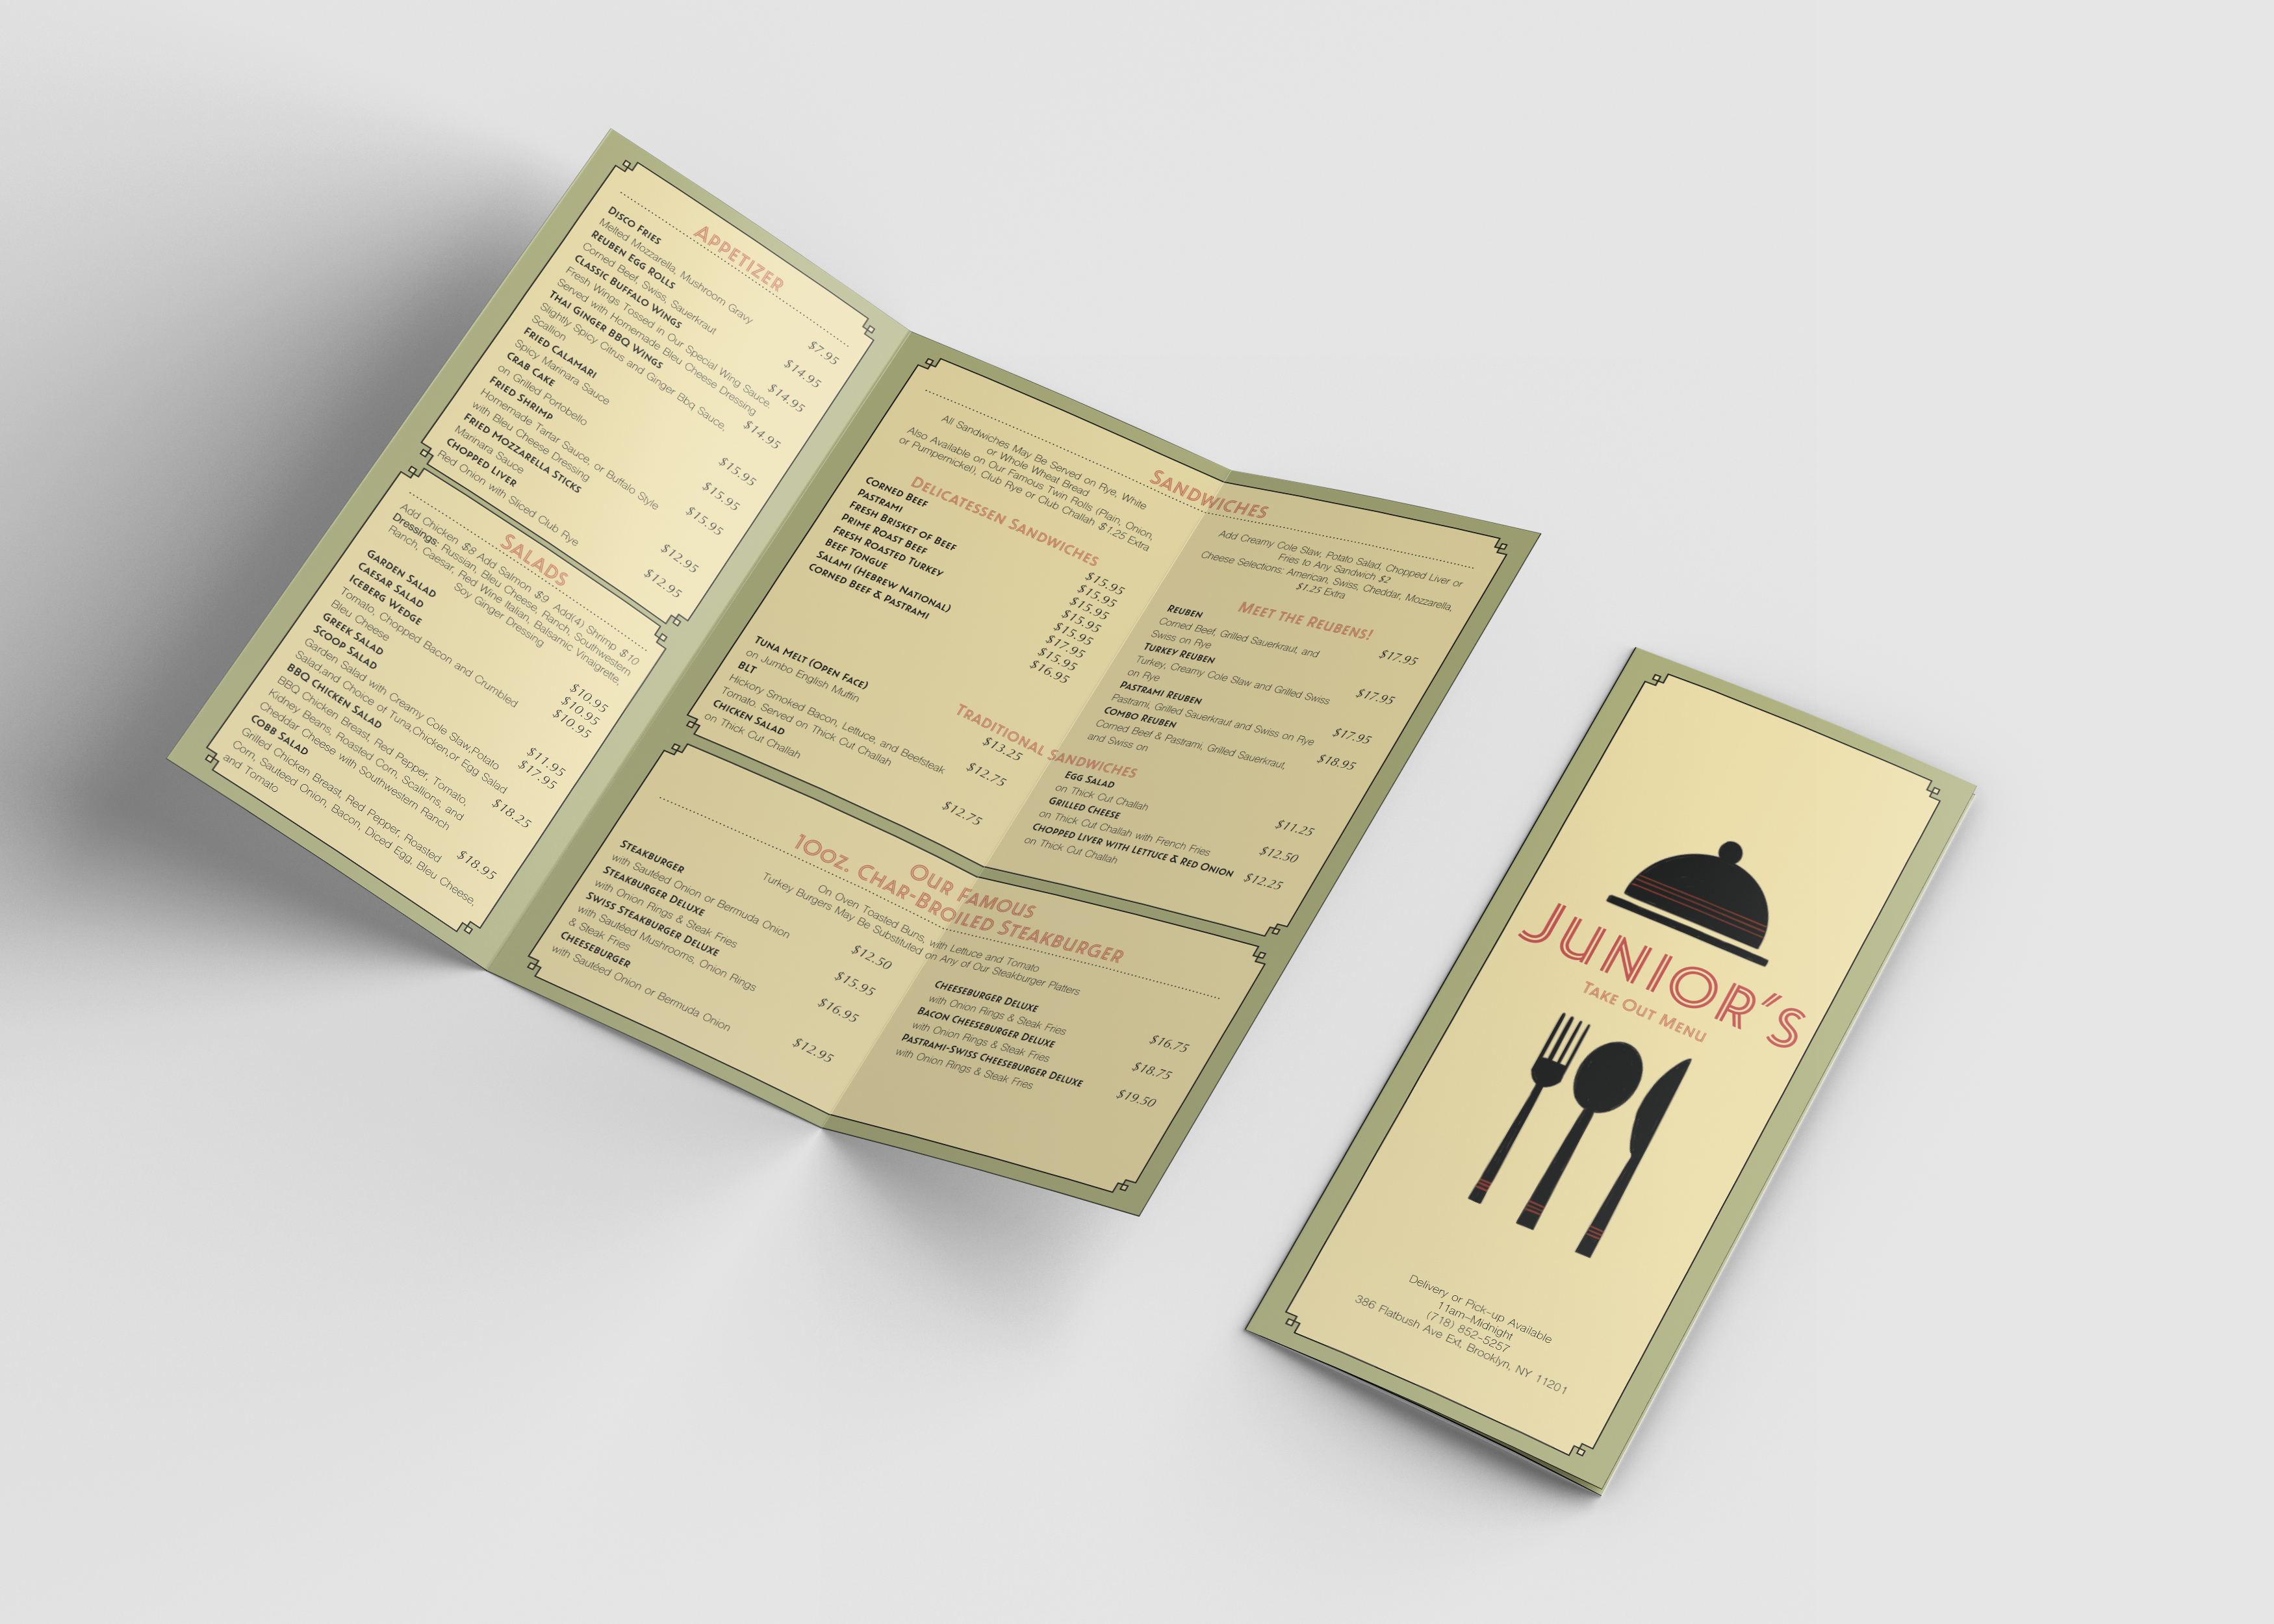 APPETIZER
DISCO FRIES
Melted Mozzarella, Mushroom Gravy
$7.95
REUBEN EGG ROLLS
Corned Beef, Swiss, Sauerkraut
$14.95
CLASSIC BUFFALO WINGS
Fresh Wings Tossed in Our Special Wing Sauce,
Served with Homemade Bleu Cheese Dressing
$14.95
THAI GINGER BBQ WINGS
Slightly Spicy Citrus and Ginger Bbq Sauce,
Scallion
$14.95
FRIED CALAMARI
Spicy Marinara Sauce
$15.95
CRAB CAKE
on Grilled Portobello
$15.95
FRIED SHRIMP
Homemade Tartar Sauce, or Buffalo Style
with Bleu Cheese Dressing
$15.95
FRIED MOZZARELLA STICKS
Marinara Sauce
$12.95
CHOPPED LIVER
Red Onion with Sliced Club Rye
$12.95
SALADS
Add Chicken $8 Add Salmon $9 Add(4) Shrimp $10
Dressings: Russian, Bleu Cheese, Ranch, Southwestern
Ranch, Caesar, Red Wine Italian, Balsamic Vinaigrette,
Soy Ginger Dressing
GARDEN SALAD $10.95
CAESAR SALAD $10.95
ICEBERG WEDGE $10.95
Tomato, Chopped Bacon and Crumbled
Bleu Cheese
GREEK SALAD $11.95
SCOOP SALAD $17.95
Garden Salad with Creamy Cole Slaw,Potato
Salad,and Choice of Tuna,Chicken,or Egg Salad
BBQ CHICKEN SALAD $18.25
BBQ Chicken Breast, Red Pepper, Tomato,
Kidney Beans, Roasted Corn, Scallions, and
Cheddar Cheese with Southwestern Ranch
COBB SALAD $18.95
Grilled Chicken Breast, Red Pepper, Roasted
Corn, Sauteed Onion, Bacon, Diced Egg, Bleu Cheese,
and Tomato
SANDWICHES
All Sandwiches May Be Served on Rye, White
or Whole Wheat Bread
Also Available on Our Famous Twin Rolls (Plain, Onion,
or Pumpernickel), Club Rye or Club Challah $1.25 Extra
DELICATESSEN SANDWICHES
CORNED BEEF $15.95
PASTRAMI $15.95
FRESH BRISKET OF BEEF $15.95
PRIME ROAST BEEF $15.95
FRESH ROASTED TURKEY $15.95
BEEF TONGUE $17.95
SALAMI (HEBREW NATIONAL) $15.95
CORNED BEEF & PASTRAMI $16.95
Add Creamy Cole Slaw, Potato Salad, Chopped Liver or
Fries to Any Sandwich $2
Cheese Selections: American, Swiss, Cheddar, Mozzarella,
$1.25 Extra
MEET THE REUBENS!
REUBEN
Corned Beef, Grilled Sauerkraut, and
Swiss on Rye
$17.95
TURKEY REUBEN
Turkey, Creamy Cole Slaw and Grilled Swiss
on Rye
$17.95
PASTRAMI REUBEN
Pastrami, Grilled Sauerkraut and Swiss on Rye
$17.95
COMBO REUBEN
Corned Beef & Pastrami, Grilled Sauerkraut,
and Swiss on
$18.95
TRADITIONAL SANDWICHES
TUNA MELT (OPEN FACE)
on Jumbo English Muffin
$13.25
BLT
Hickory Smoked Bacon, Lettuce, and Beefsteak
Tomato. Served on Thick Cut Challah
$12.75
CHICKEN SALAD
on Thick Cut Challah
$12.75
EGG SALAD
on Thick Cut Challah
$11.25
GRILLED CHEESE
on Thick Cut Challah with French Fries
$12.50
CHOPPED LIVER WITH LETTUCE & RED ONION
on Thick Cut Challah
$12.25
OUR FAMOUS
10OZ. CHAR-BROILED STEAKBURGER
On Oven Toasted Buns, with Lettuce and Tomato
Turkey Burgers May Be Substituted on Any of Our Steakburger Platters
STEAKBURGER
with Sautéed Onion or Bermuda Onion
$12.50
STEAKBURGER DELUXE
with Onion Rings & Steak Fries
$15.95
SWISS STEAKBURGER DELUXE
with Sautéed Mushrooms, Onion Rings
& Steak Fries
$16.95
CHEESEBURGER
with Sautéed Onion or Bermuda Onion
$12.95
CHEESEBURGER DELUXE
with Onion Rings & Steak Fries
$16.75
BACON CHEESEBURGER DELUXE
with Onion Rings & Steak Fries
$18.75
PASTRAMI-SWISS CHEESEBURGER DELUXE
with Onion Rings & Steak Fries
$19.50
JUNIOR'S
TAKE OUT MENU
Delivery or Pick-up Available
11am-Midnight
(718) 852-5257
386 Flatbush Ave Ext, Brooklyn, NY 11201